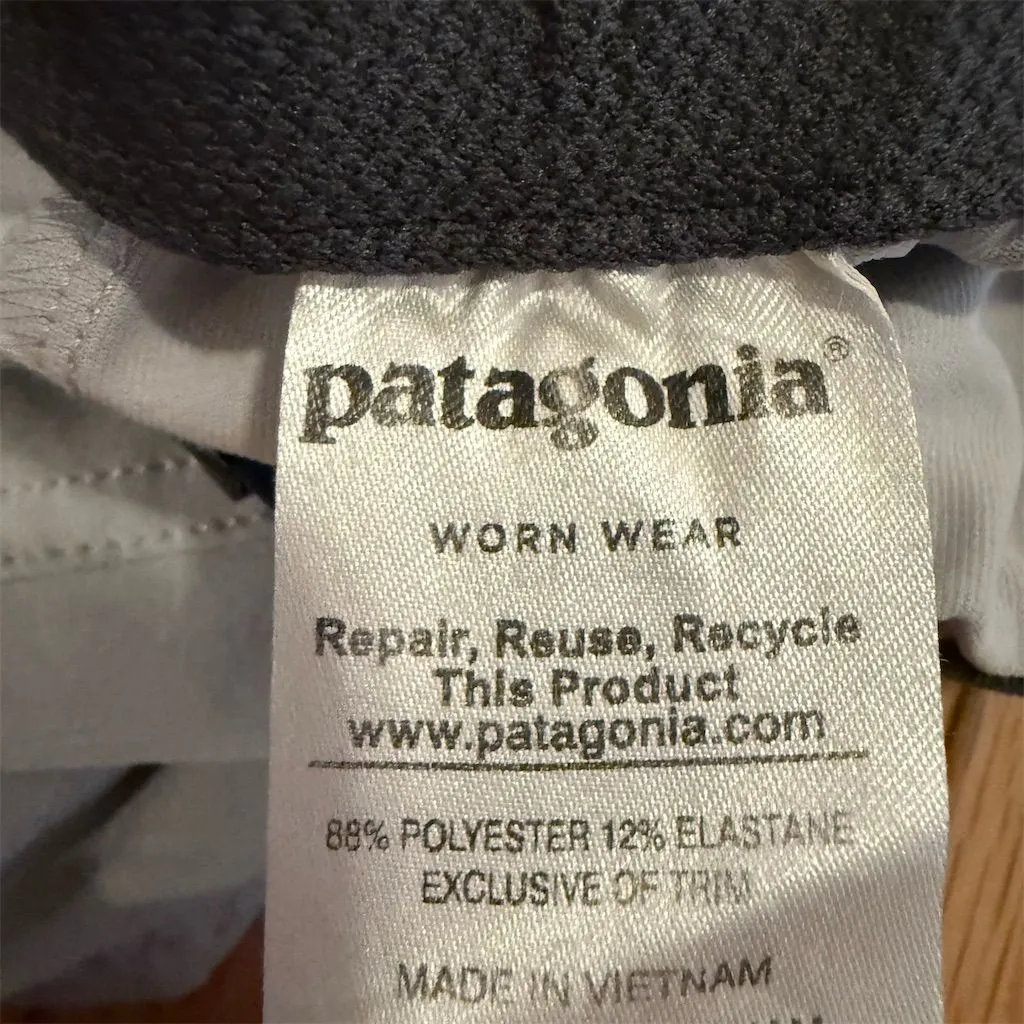 patagonia®
WORN WEAR
Repair, Reuse, Recycle
This Product
www.patagonia.com
88% POLYESTER 12% ELASTANE
EXCLUSIVE OF TRIM
MADE IN VIETNAM